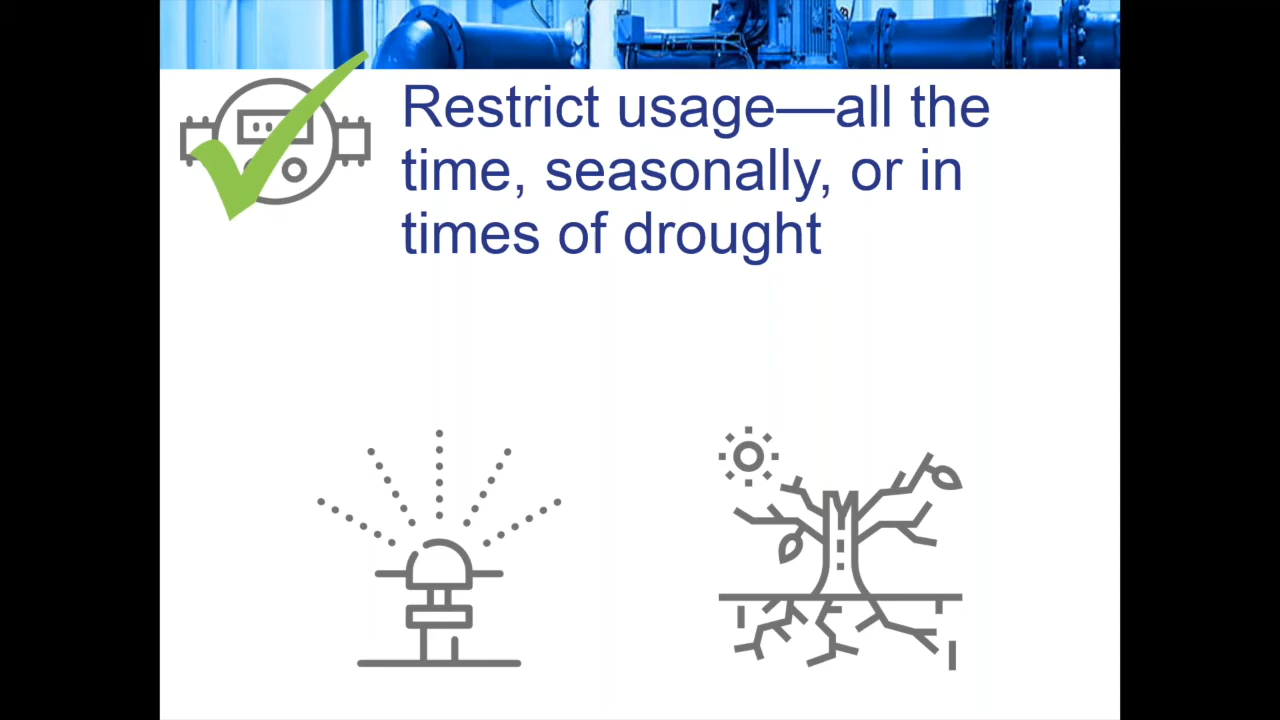 Restrict usage—all the
time, seasonally, or in
times of drought